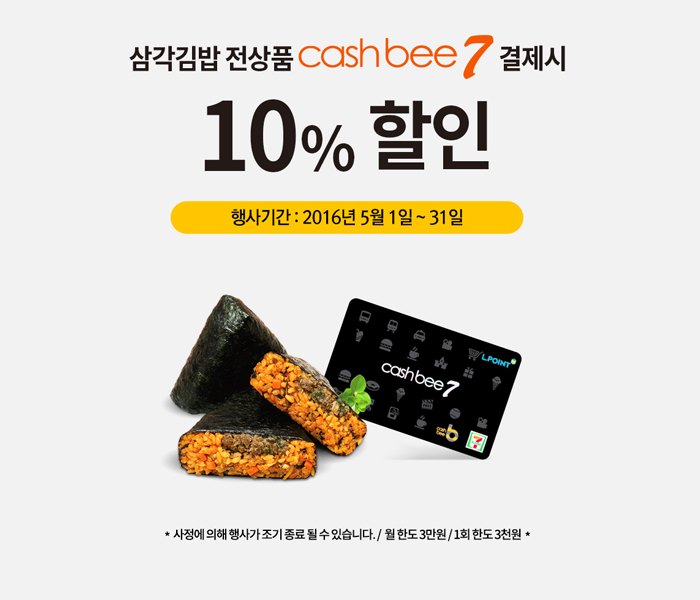 삼각김밥 전상품 cashbee7 결제시
10% 할인
행사기간 : 2016년 5월 1일 ~ 31일
L.POINT
cashbee7
cash bee b
7
* 사정에 의해 행사가 조기 종료 될 수 있습니다. / 월 한도 3만원 / 1회 한도 3천원 *